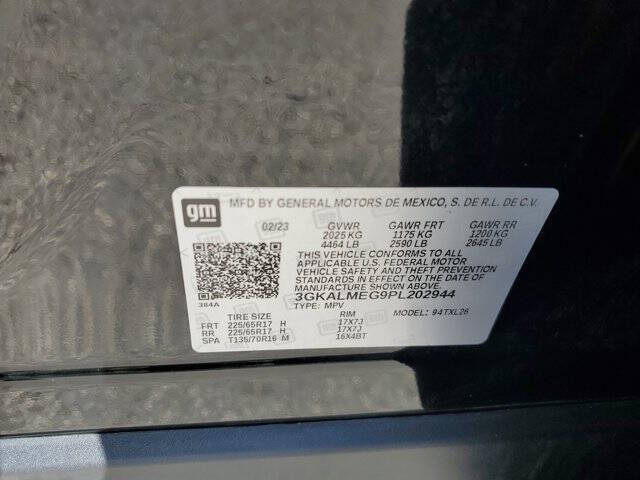 gm
MFD BY GENERAL MOTORS DE MEXICO, S. DE R.L. DE C.V.
02/23 GVWR GAWR FRT GAWR RR
2025 KG 1175 KG 1200 KG
4464 LB 2590 LB 2645 LB
THIS VEHICLE CONFORMS TO ALL
APPLICABLE U.S. FEDERAL MOTOR
VEHICLE SAFETY AND THEFT PREVENTION
STANDARDS IN EFFECT ON THE DATE
OF MANUFACTURE SHOWN ABOVE.
384A 3GKALMEG9PL202944
TYPE: MPV MODEL: 94TXL26
TIRE SIZE RIM
FRT 225/65R17 H 17X7J
RR 225/65R17 H 17X7J
SPA T135/70R16 M 16X4BT